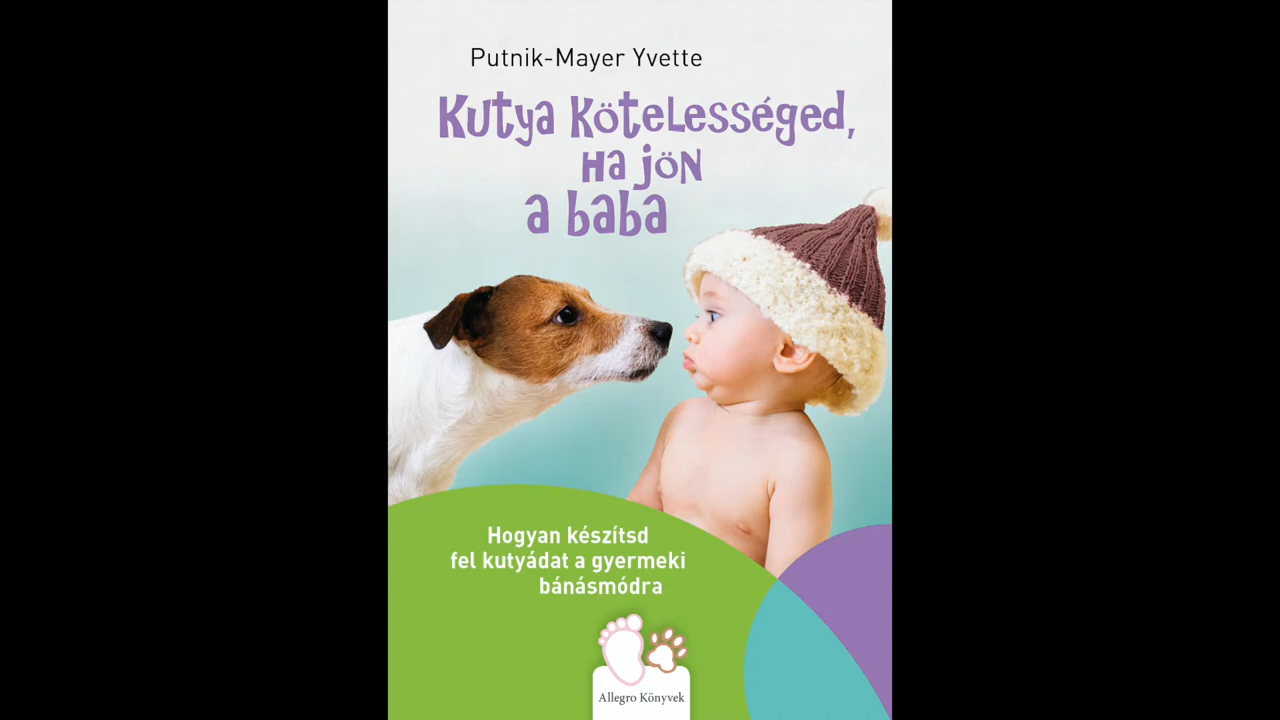 Putnik-Mayer Yvette
Kutya kötelességed,
ha jön
a baba
Hogyan készítsd
fel kutyádat a gyermeki
bánásmódra
Allegro Könyvek